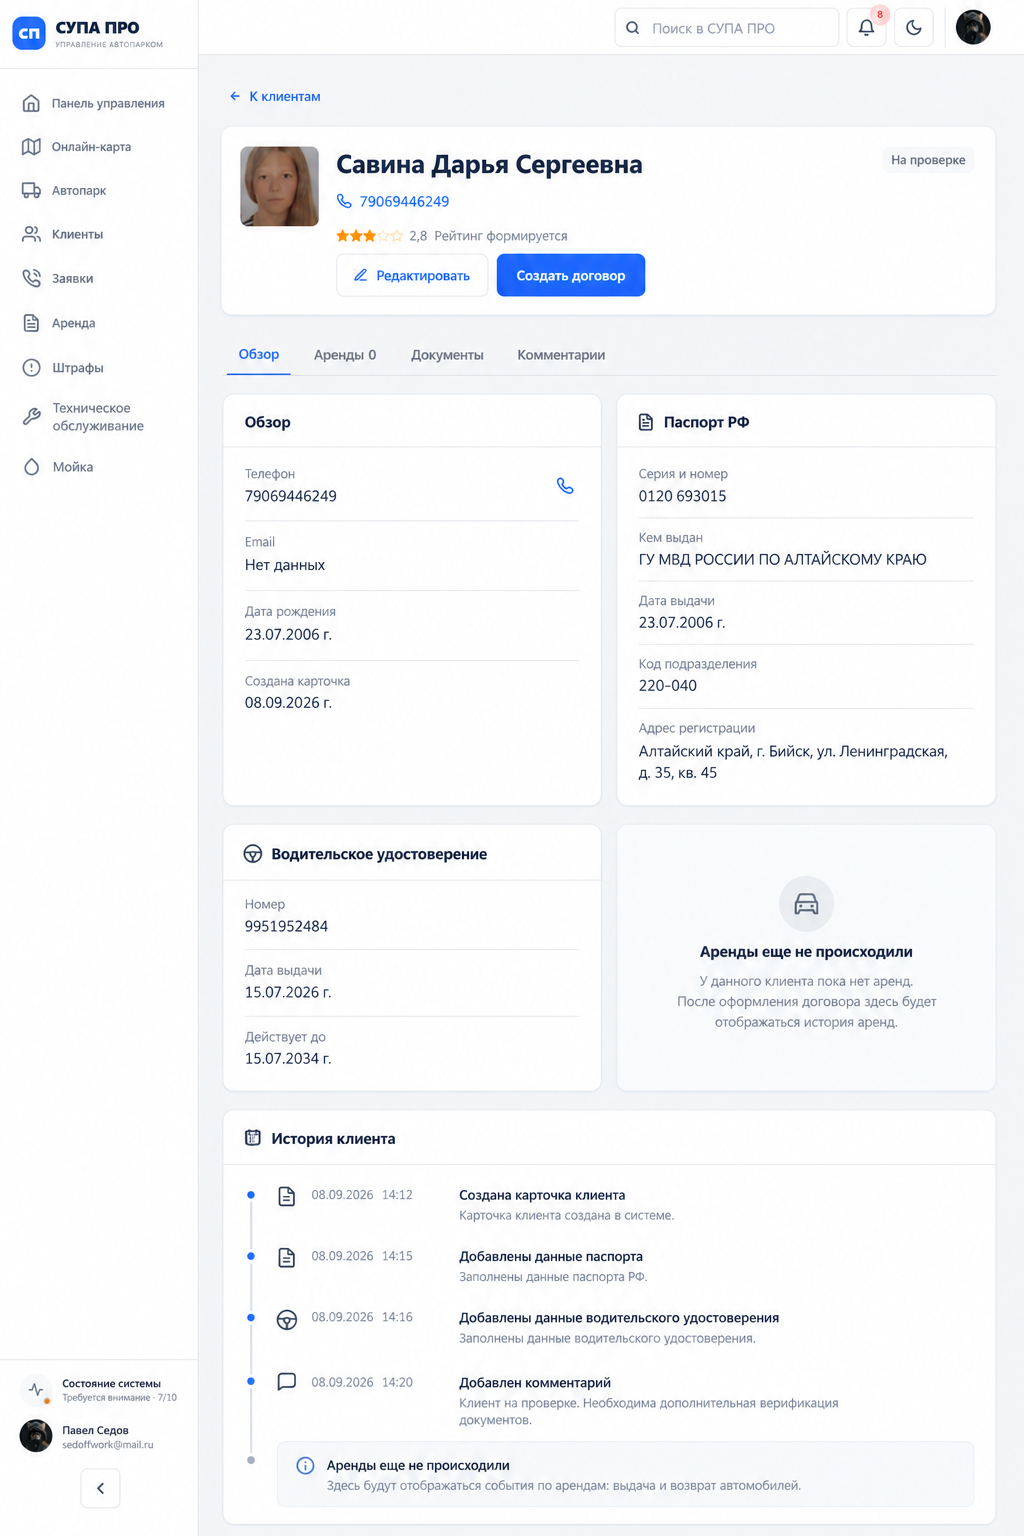 СП
СУПА ПРО
УПРАВЛЕНИЕ АВТОПАРКОМ
Поиск в СУПА ПРО
8
Панель управления
Онлайн-карта
Автопарк
Клиенты
Заявки
Аренда
Штрафы
Техническое
обслуживание
Мойка
К клиентам
Савина Дарья Сергеевна
На проверке
79069446249
2,8 Рейтинг формируется
Редактировать
Создать договор
Обзор
Аренды 0
Документы
Комментарии
Обзор
Телефон
79069446249
Email
Нет данных
Дата рождения
23.07.2006 г.
Создана карточка
08.09.2026 г.
Паспорт РФ
Серия и номер
0120 693015
Кем выдан
ГУ МВД РОССИИ ПО АЛТАЙСКОМУ КРАЮ
Дата выдачи
23.07.2006 г.
Код подразделения
220-040
Адрес регистрации
Алтайский край, г. Бийск, ул. Ленинградская,
д. 35, кв. 45
Водительское удостоверение
Номер
9951952484
Дата выдачи
15.07.2026 г.
Действует до
15.07.2034 г.
Аренды еще не происходили
У данного клиента пока нет аренд.
После оформления договора здесь будет
отображаться история аренд.
История клиента
08.09.2026 14:12
Создана карточка клиента
Карточка клиента создана в системе.
08.09.2026 14:15
Добавлены данные паспорта
Заполнены данные паспорта РФ.
08.09.2026 14:16
Добавлены данные водительского удостоверения
Заполнены данные водительского удостоверения.
08.09.2026 14:20
Добавлен комментарий
Клиент на проверке. Необходима дополнительная верификация
документов.
Аренды еще не происходили
Здесь будут отображаться события по арендам: выдача и возврат автомобилей.
Состояние системы
Требуется внимание · 7/10
Павел Седов
sedoffwork@mail.ru